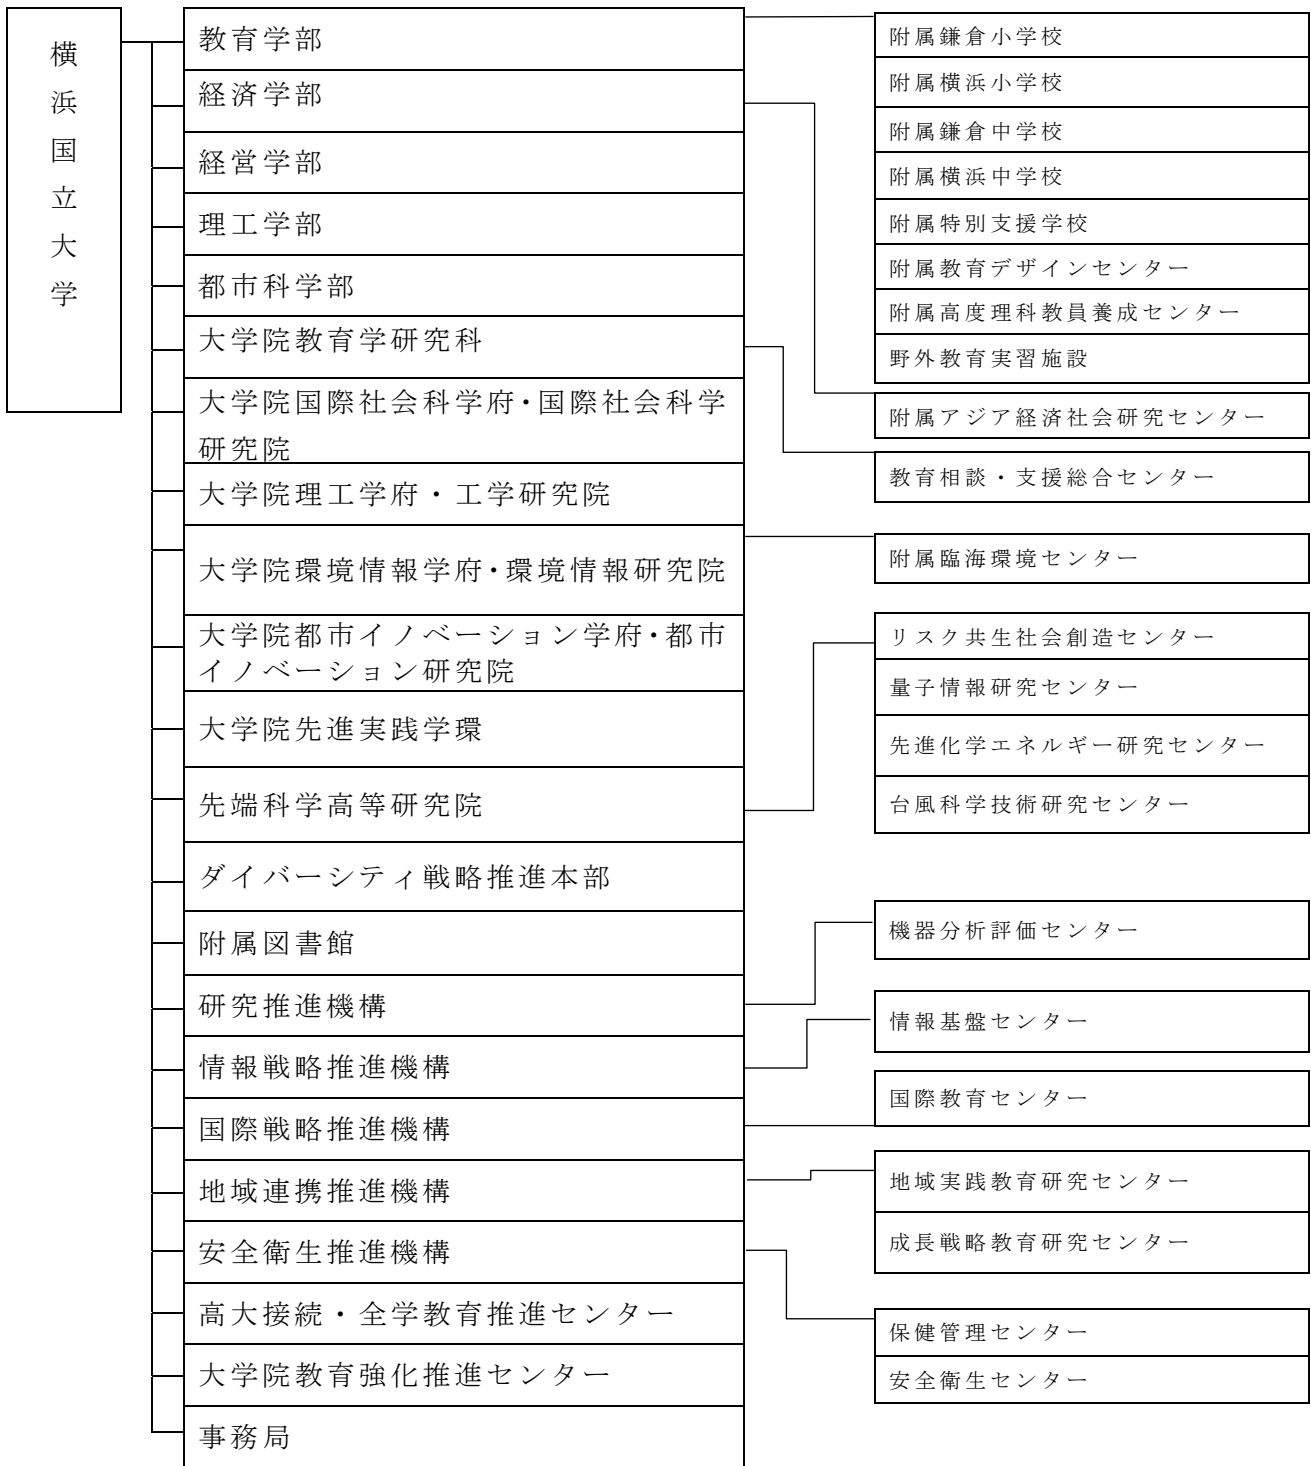 横浜国立大学
教育学部
経済学部
経営学部
理工学部
都市科学部
大学院教育学研究科
大学院国際社会科学府・国際社会科学
研究院
大学院理工学府・工学研究院
大学院環境情報学府・環境情報研究院
大学院都市イノベーション学府・都市
イノベーション研究院
大学院先進実践学環
先端科学高等研究院
ダイバーシティ戦略推進本部
附属図書館
研究推進機構
情報戦略推進機構
国際戦略推進機構
地域連携推進機構
安全衛生推進機構
高大接続・全学教育推進センター
大学院教育強化推進センター
事務局
附属鎌倉小学校
附属横浜小学校
附属鎌倉中学校
附属横浜中学校
附属特別支援学校
附属教育デザインセンター
附属高度理科教員養成センター
野外教育実習施設
附属アジア経済社会研究センター
教育相談・支援総合センター
附属臨海環境センター
リスク共生社会創造センター
量子情報研究センター
先進化学エネルギー研究センター
台風科学技術研究センター
機器分析評価センター
情報基盤センター
国際教育センター
地域実践教育研究センター
成長戦略教育研究センター
保健管理センター
安全衛生センター